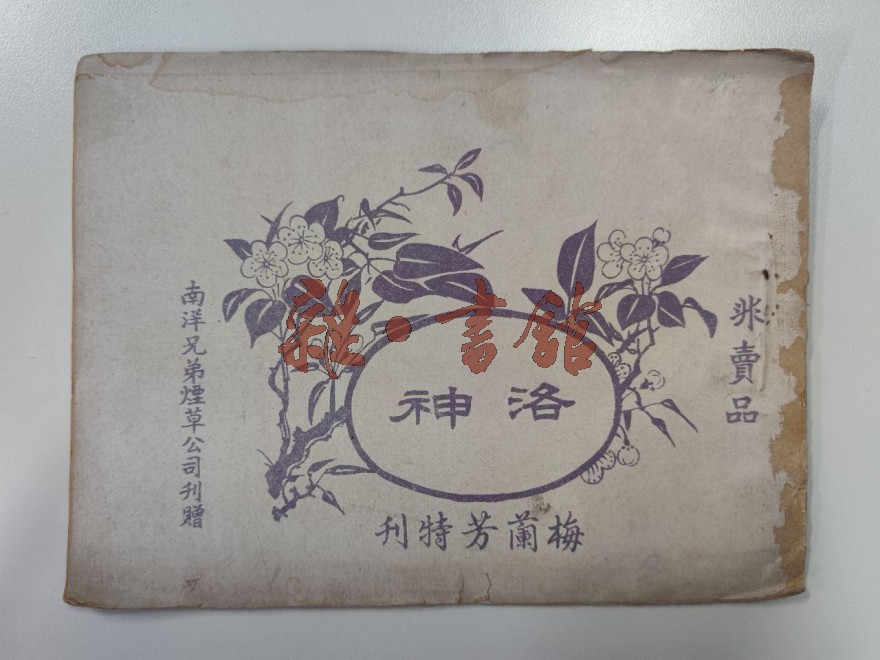 非賣品
洛神
梅蘭芳特刊
南洋兄弟煙草公司刊贈
雜·書館